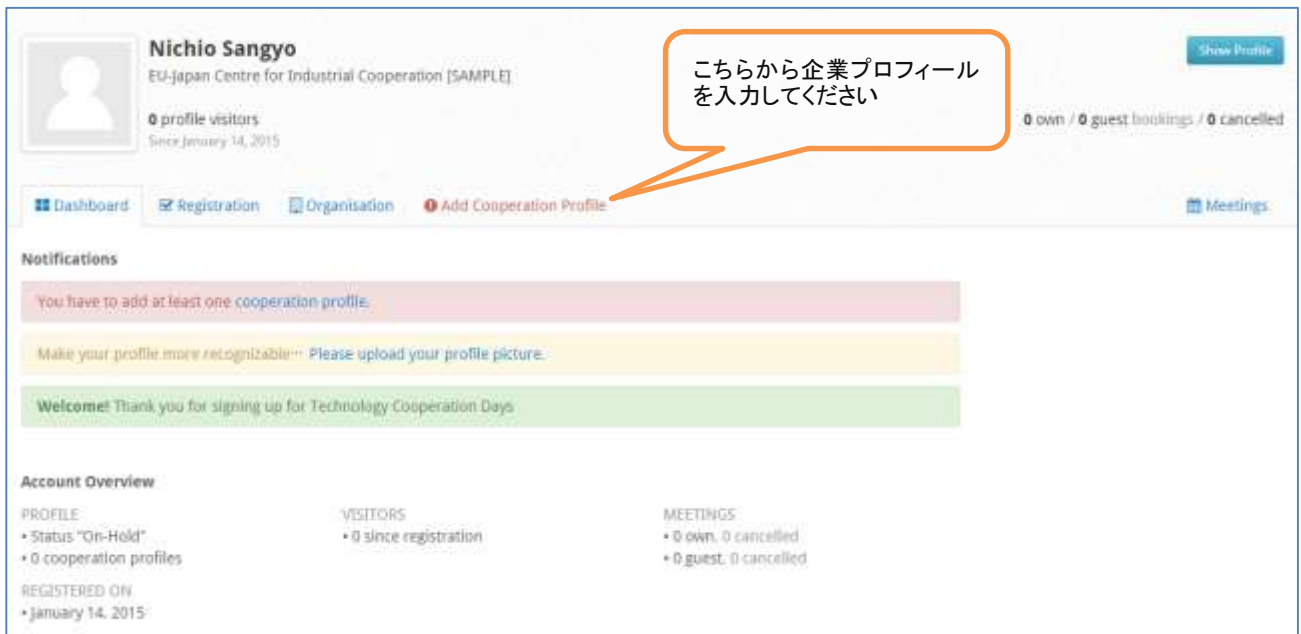 Nichio Sangyo
EU-Japan Centre for Industrial Cooperation [SAMPLE]
0 profile visitors
Since January 14, 2015
こちらから企業プロフィール
を入力してください
Show Profile
0 own / 0 guest bookings / 0 cancelled
Dashboard
Registration
Organisation
Add Cooperation Profile
Meetings
Notifications
You have to add at least one cooperation profile.
Make your profile more recognizable… Please upload your profile picture.
Welcome! Thank you for signing up for Technology Cooperation Days
Account Overview
PROFILE
• Status "On-Hold"
• 0 cooperation profiles
REGISTERED ON
• January 14, 2015
VISITORS
• 0 since registration
MEETINGS
• 0 own, 0 cancelled
• 0 guest, 0 cancelled